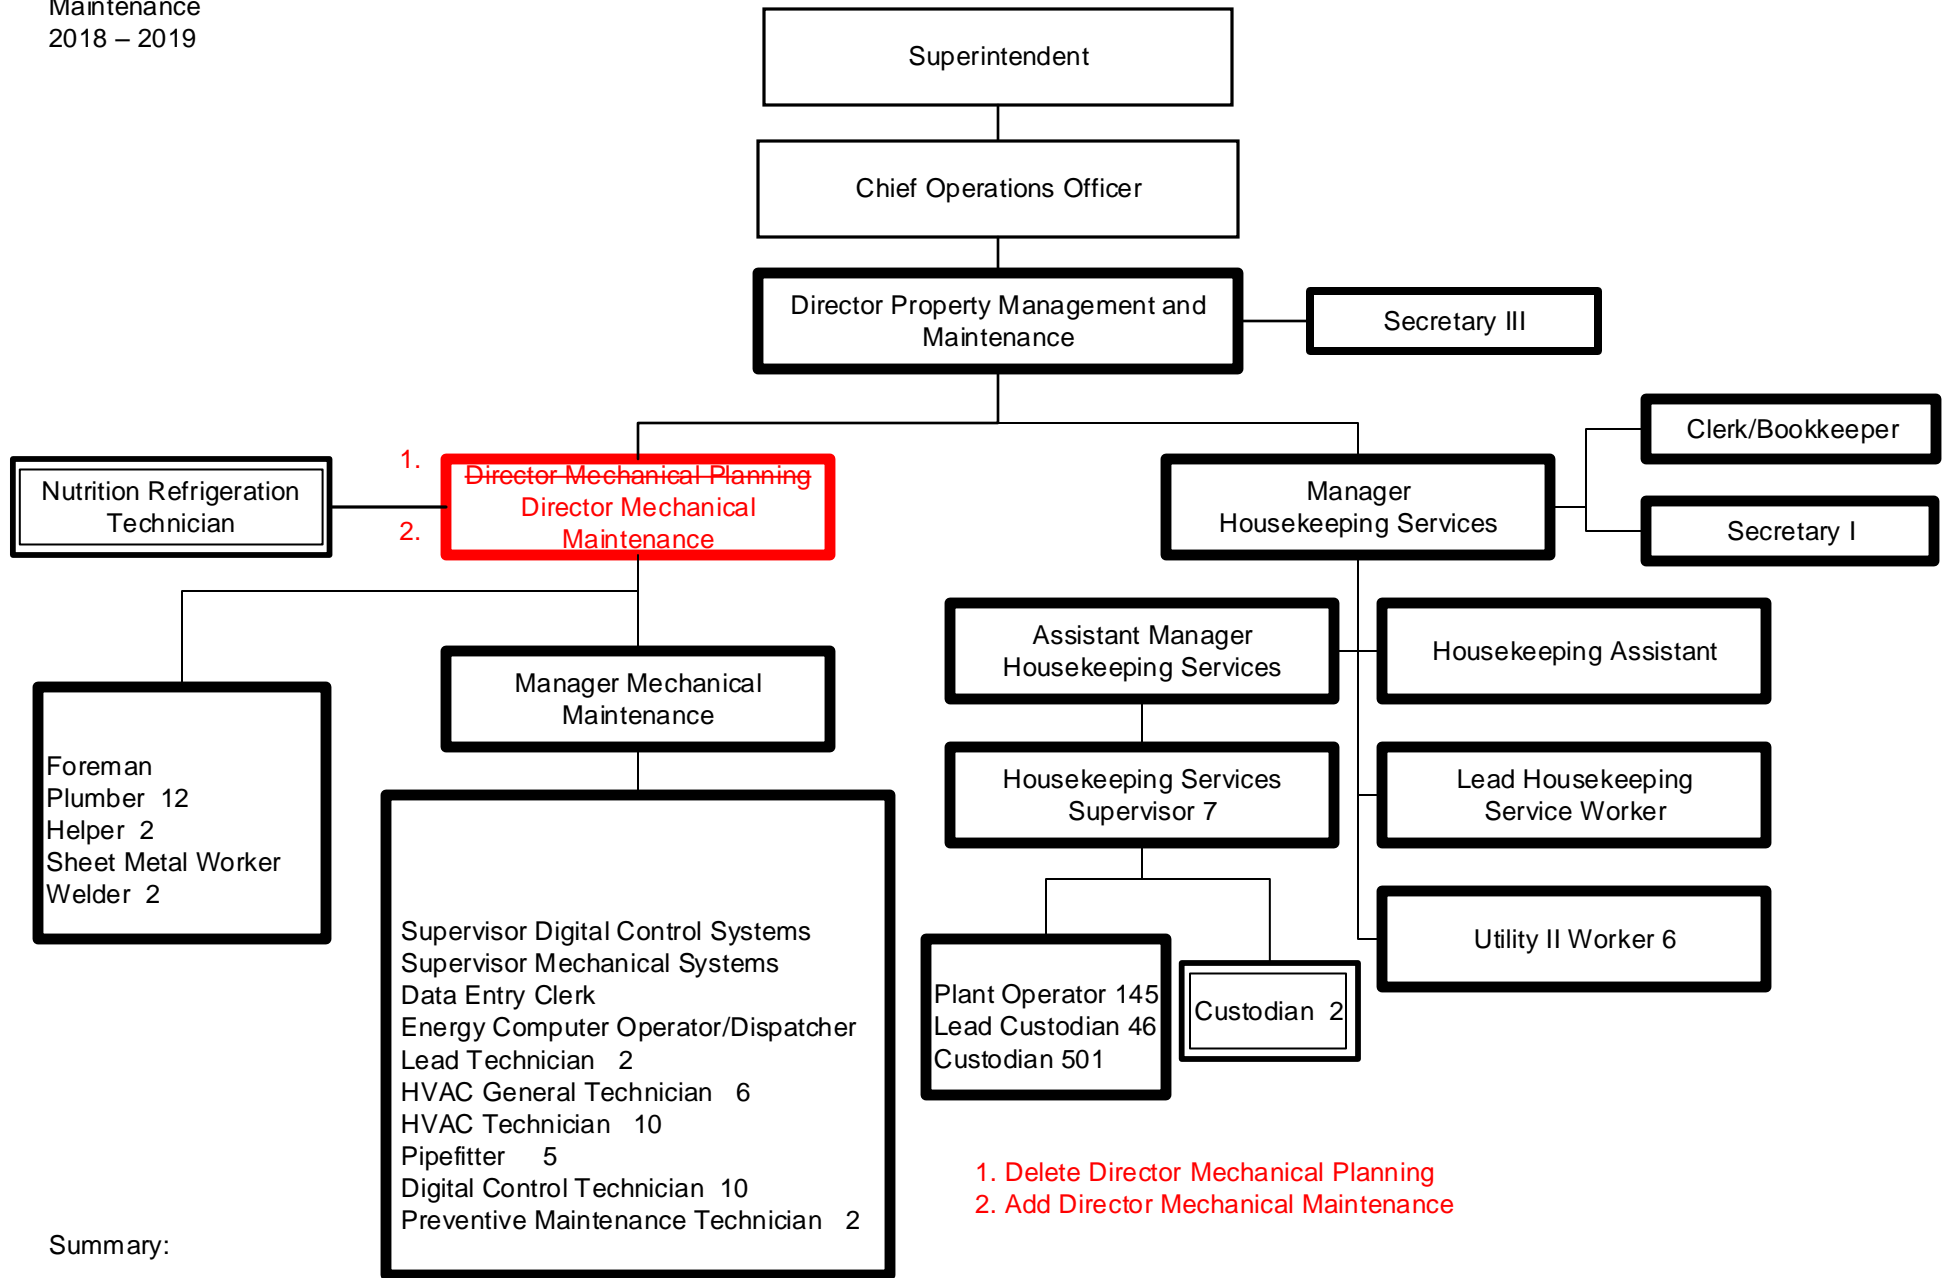 Maintenance
2018 – 2019
Superintendent
Chief Operations Officer
Director Property Management and
Maintenance
Secretary III
Clerk/Bookkeeper
Secretary I
1.
2.
Director Mechanical Planning
Director Mechanical
Maintenance
Nutrition Refrigeration
Technician
Manager
Housekeeping Services
Assistant Manager
Housekeeping Services
Housekeeping Assistant
Manager Mechanical
Maintenance
Foreman
Plumber 12
Helper 2
Sheet Metal Worker
Welder 2
Housekeeping Services
Supervisor 7
Lead Housekeeping
Service Worker
Utility II Worker 6
Supervisor Digital Control Systems
Supervisor Mechanical Systems
Data Entry Clerk
Energy Computer Operator/Dispatcher
Lead Technician 2
HVAC General Technician 6
HVAC Technician 10
Pipefitter 5
Digital Control Technician 10
Preventive Maintenance Technician 2
Plant Operator 145
Lead Custodian 46
Custodian 501
Custodian 2
1. Delete Director Mechanical Planning
2. Add Director Mechanical Maintenance
Summary: